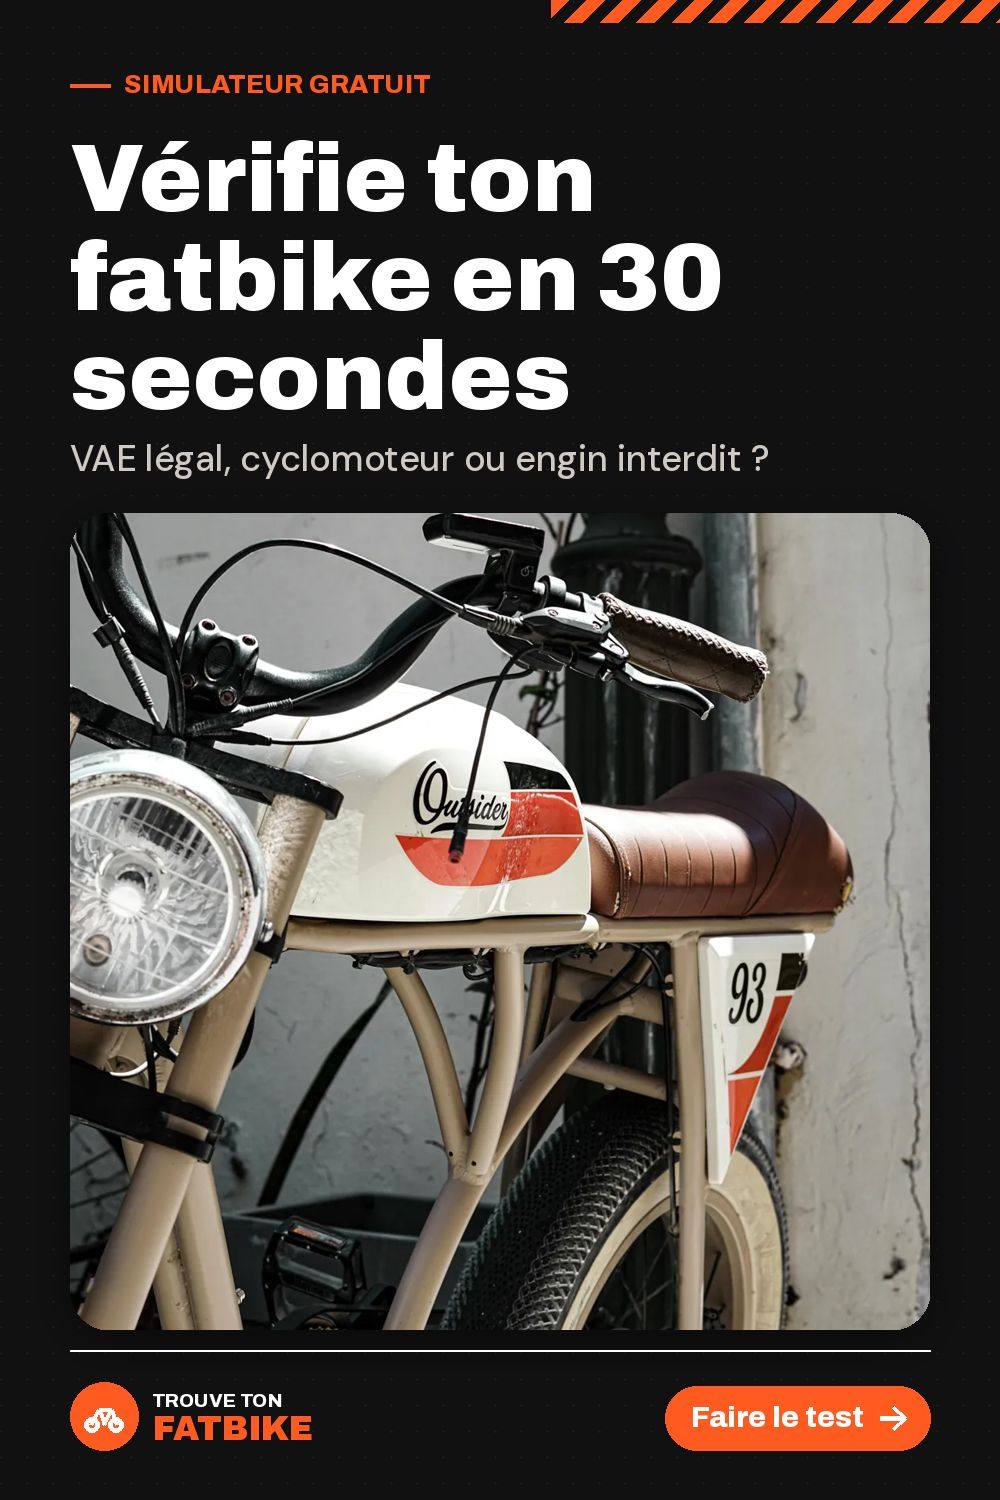 SIMULATEUR GRATUIT
Vérifie ton
fatbike en 30
secondes
VAE légal, cyclomoteur ou engin interdit ?
Outsider
93
TROUVE TON
FATBIKE
Faire le test